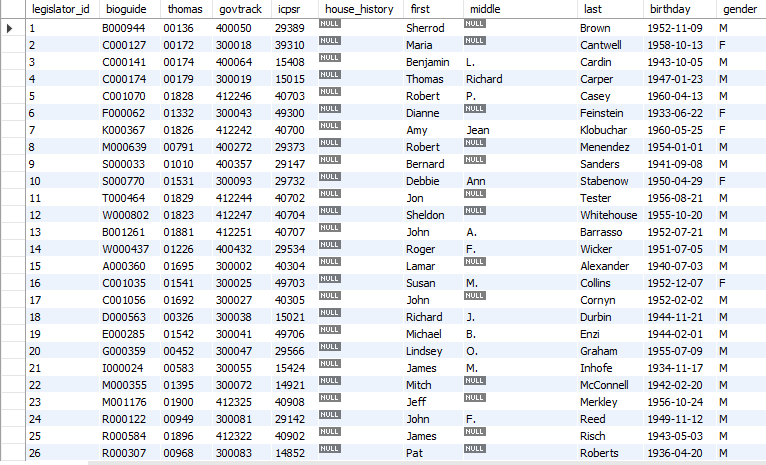 legislator_id bioguide thomas govtrack icpsr house_history first middle last birthday gender
1 B000944 00136 400050 29389 NULL Sherrod NULL Brown 1952-11-09 M
2 C000127 00172 300018 39310 NULL Maria NULL Cantwell 1958-10-13 F
3 C000141 00174 400064 15408 NULL Benjamin L. Cardin 1943-10-05 M
4 C000174 00179 300019 15015 NULL Thomas Richard Carper 1947-01-23 M
5 C001070 01828 412246 40703 NULL Robert P. Casey 1960-04-13 M
6 F000062 01332 300043 49300 NULL Dianne NULL Feinstein 1933-06-22 F
7 K000367 01826 412242 40700 NULL Amy Jean Klobuchar 1960-05-25 F
8 M000639 00791 400272 29373 NULL Robert NULL Menendez 1954-01-01 M
9 S000033 01010 400357 29147 NULL Bernard NULL Sanders 1941-09-08 M
10 S000770 01531 300093 29732 NULL Debbie Ann Stabenow 1950-04-29 F
11 T000464 01829 412244 40702 NULL Jon NULL Tester 1956-08-21 M
12 W000802 01823 412247 40704 NULL Sheldon NULL Whitehouse 1955-10-20 M
13 B001261 01881 412251 40707 NULL John A. Barrasso 1952-07-21 M
14 W000437 01226 400432 29534 NULL Roger F. Wicker 1951-07-05 M
15 A000360 01695 300002 40304 NULL Lamar NULL Alexander 1940-07-03 M
16 C001035 01541 300025 49703 NULL Susan M. Collins 1952-12-07 F
17 C001056 01692 300027 40305 NULL John NULL Cornyn 1952-02-02 M
18 D000563 00326 300038 15021 NULL Richard J. Durbin 1944-11-21 M
19 E000285 01542 300041 49706 NULL Michael B. Enzi 1944-02-01 M
20 G000359 00452 300047 29566 NULL Lindsey O. Graham 1955-07-09 M
21 I000024 00583 300055 15424 NULL James M. Inhofe 1934-11-17 M
22 M000355 01395 300072 14921 NULL Mitch NULL McConnell 1942-02-20 M
23 M001176 01900 412325 40908 NULL Jeff NULL Merkley 1956-10-24 M
24 R000122 00949 300081 29142 NULL John F. Reed 1949-11-12 M
25 R000584 01896 412322 40902 NULL James NULL Risch 1943-05-03 M
26 R000307 00968 300083 14852 NULL Pat NULL Roberts 1936-04-20 M